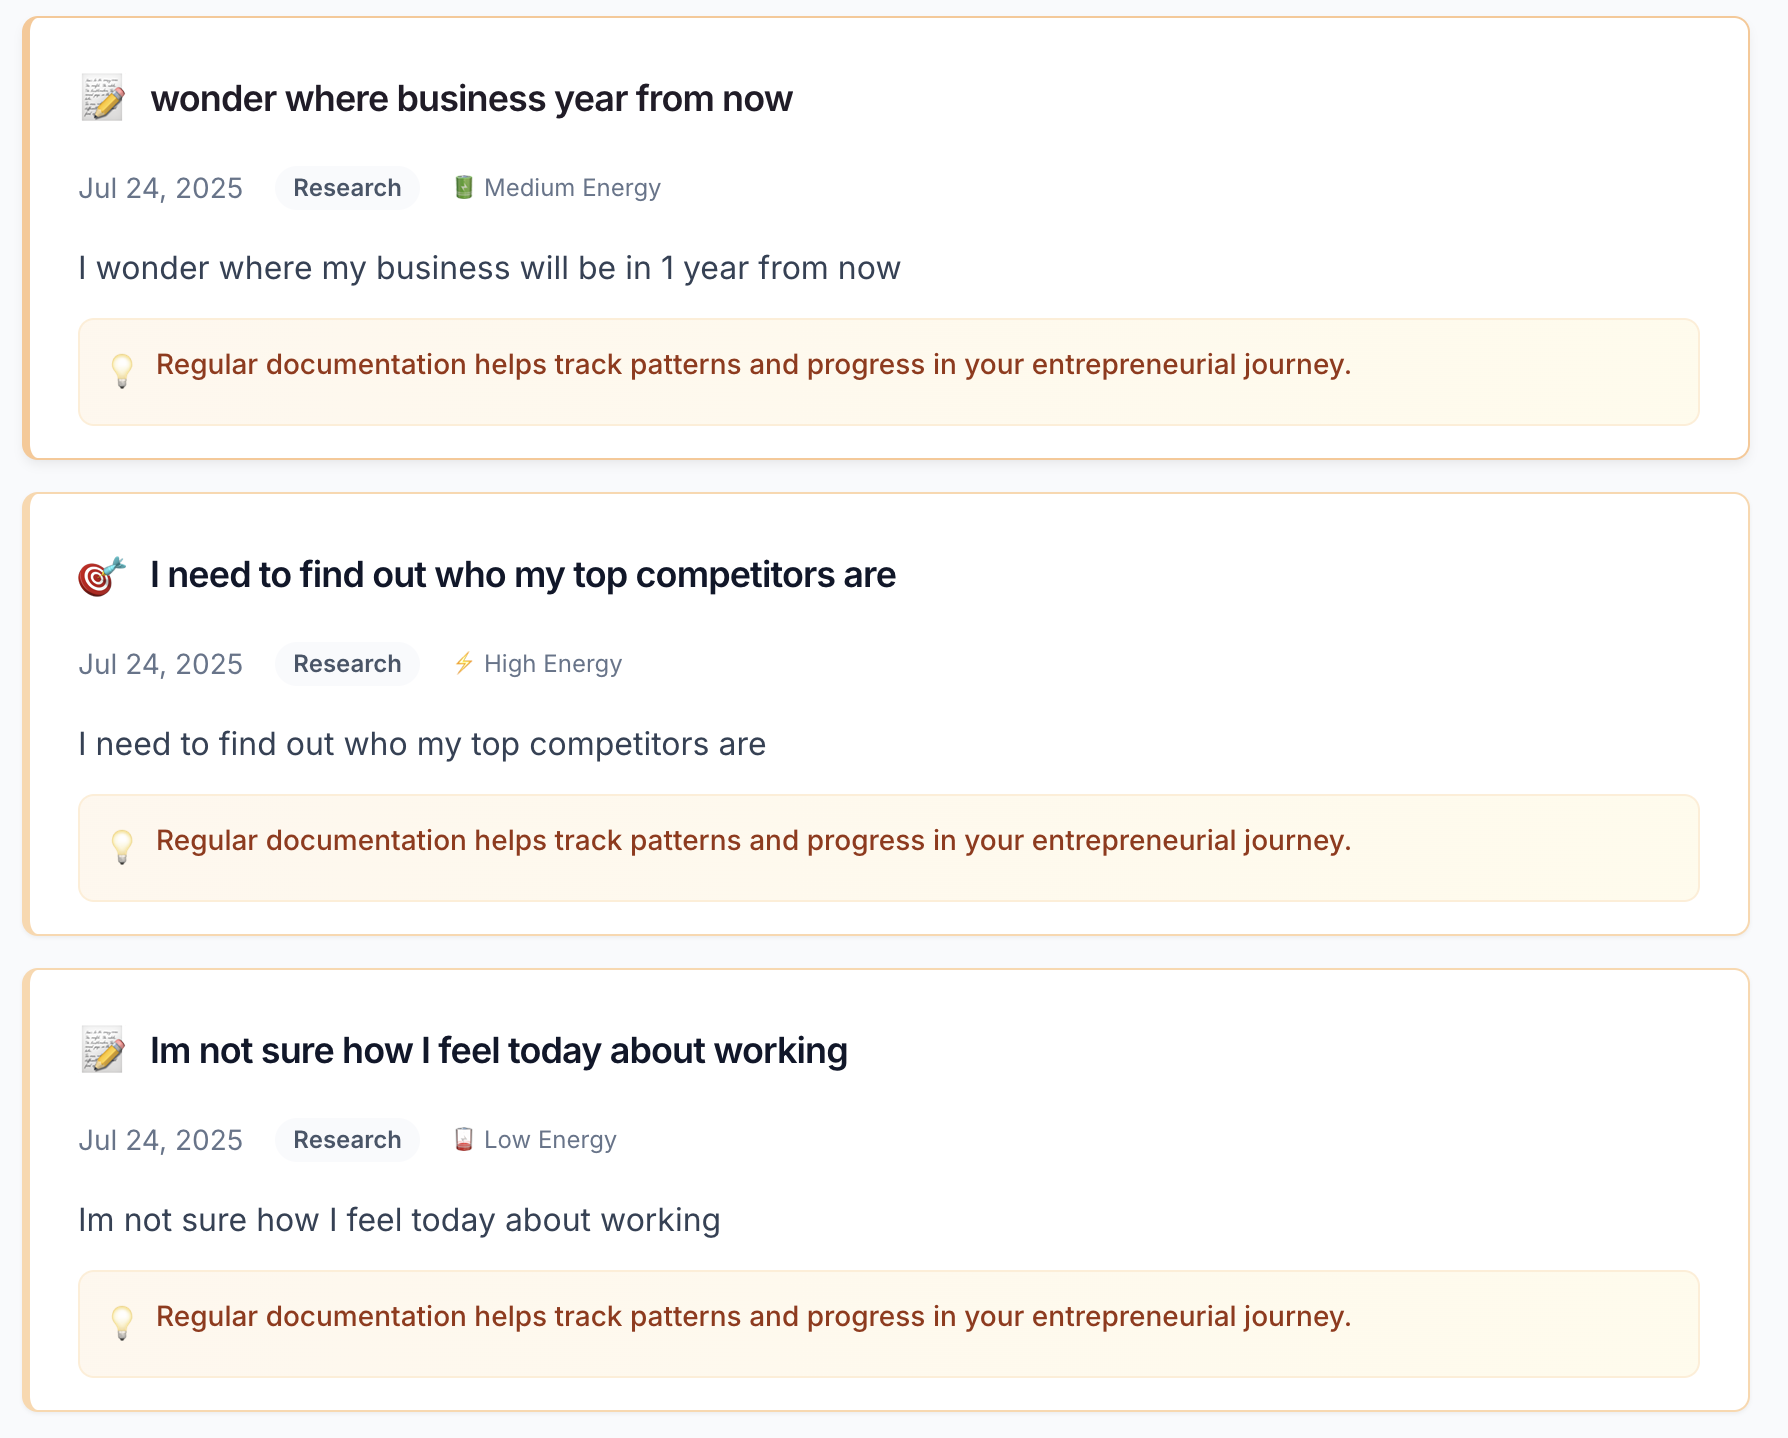 wonder where business year from now
Jul 24, 2025 Research Medium Energy
I wonder where my business will be in 1 year from now
Regular documentation helps track patterns and progress in your entrepreneurial journey.
I need to find out who my top competitors are
Jul 24, 2025 Research High Energy
I need to find out who my top competitors are
Regular documentation helps track patterns and progress in your entrepreneurial journey.
Im not sure how I feel today about working
Jul 24, 2025 Research Low Energy
Im not sure how I feel today about working
Regular documentation helps track patterns and progress in your entrepreneurial journey.